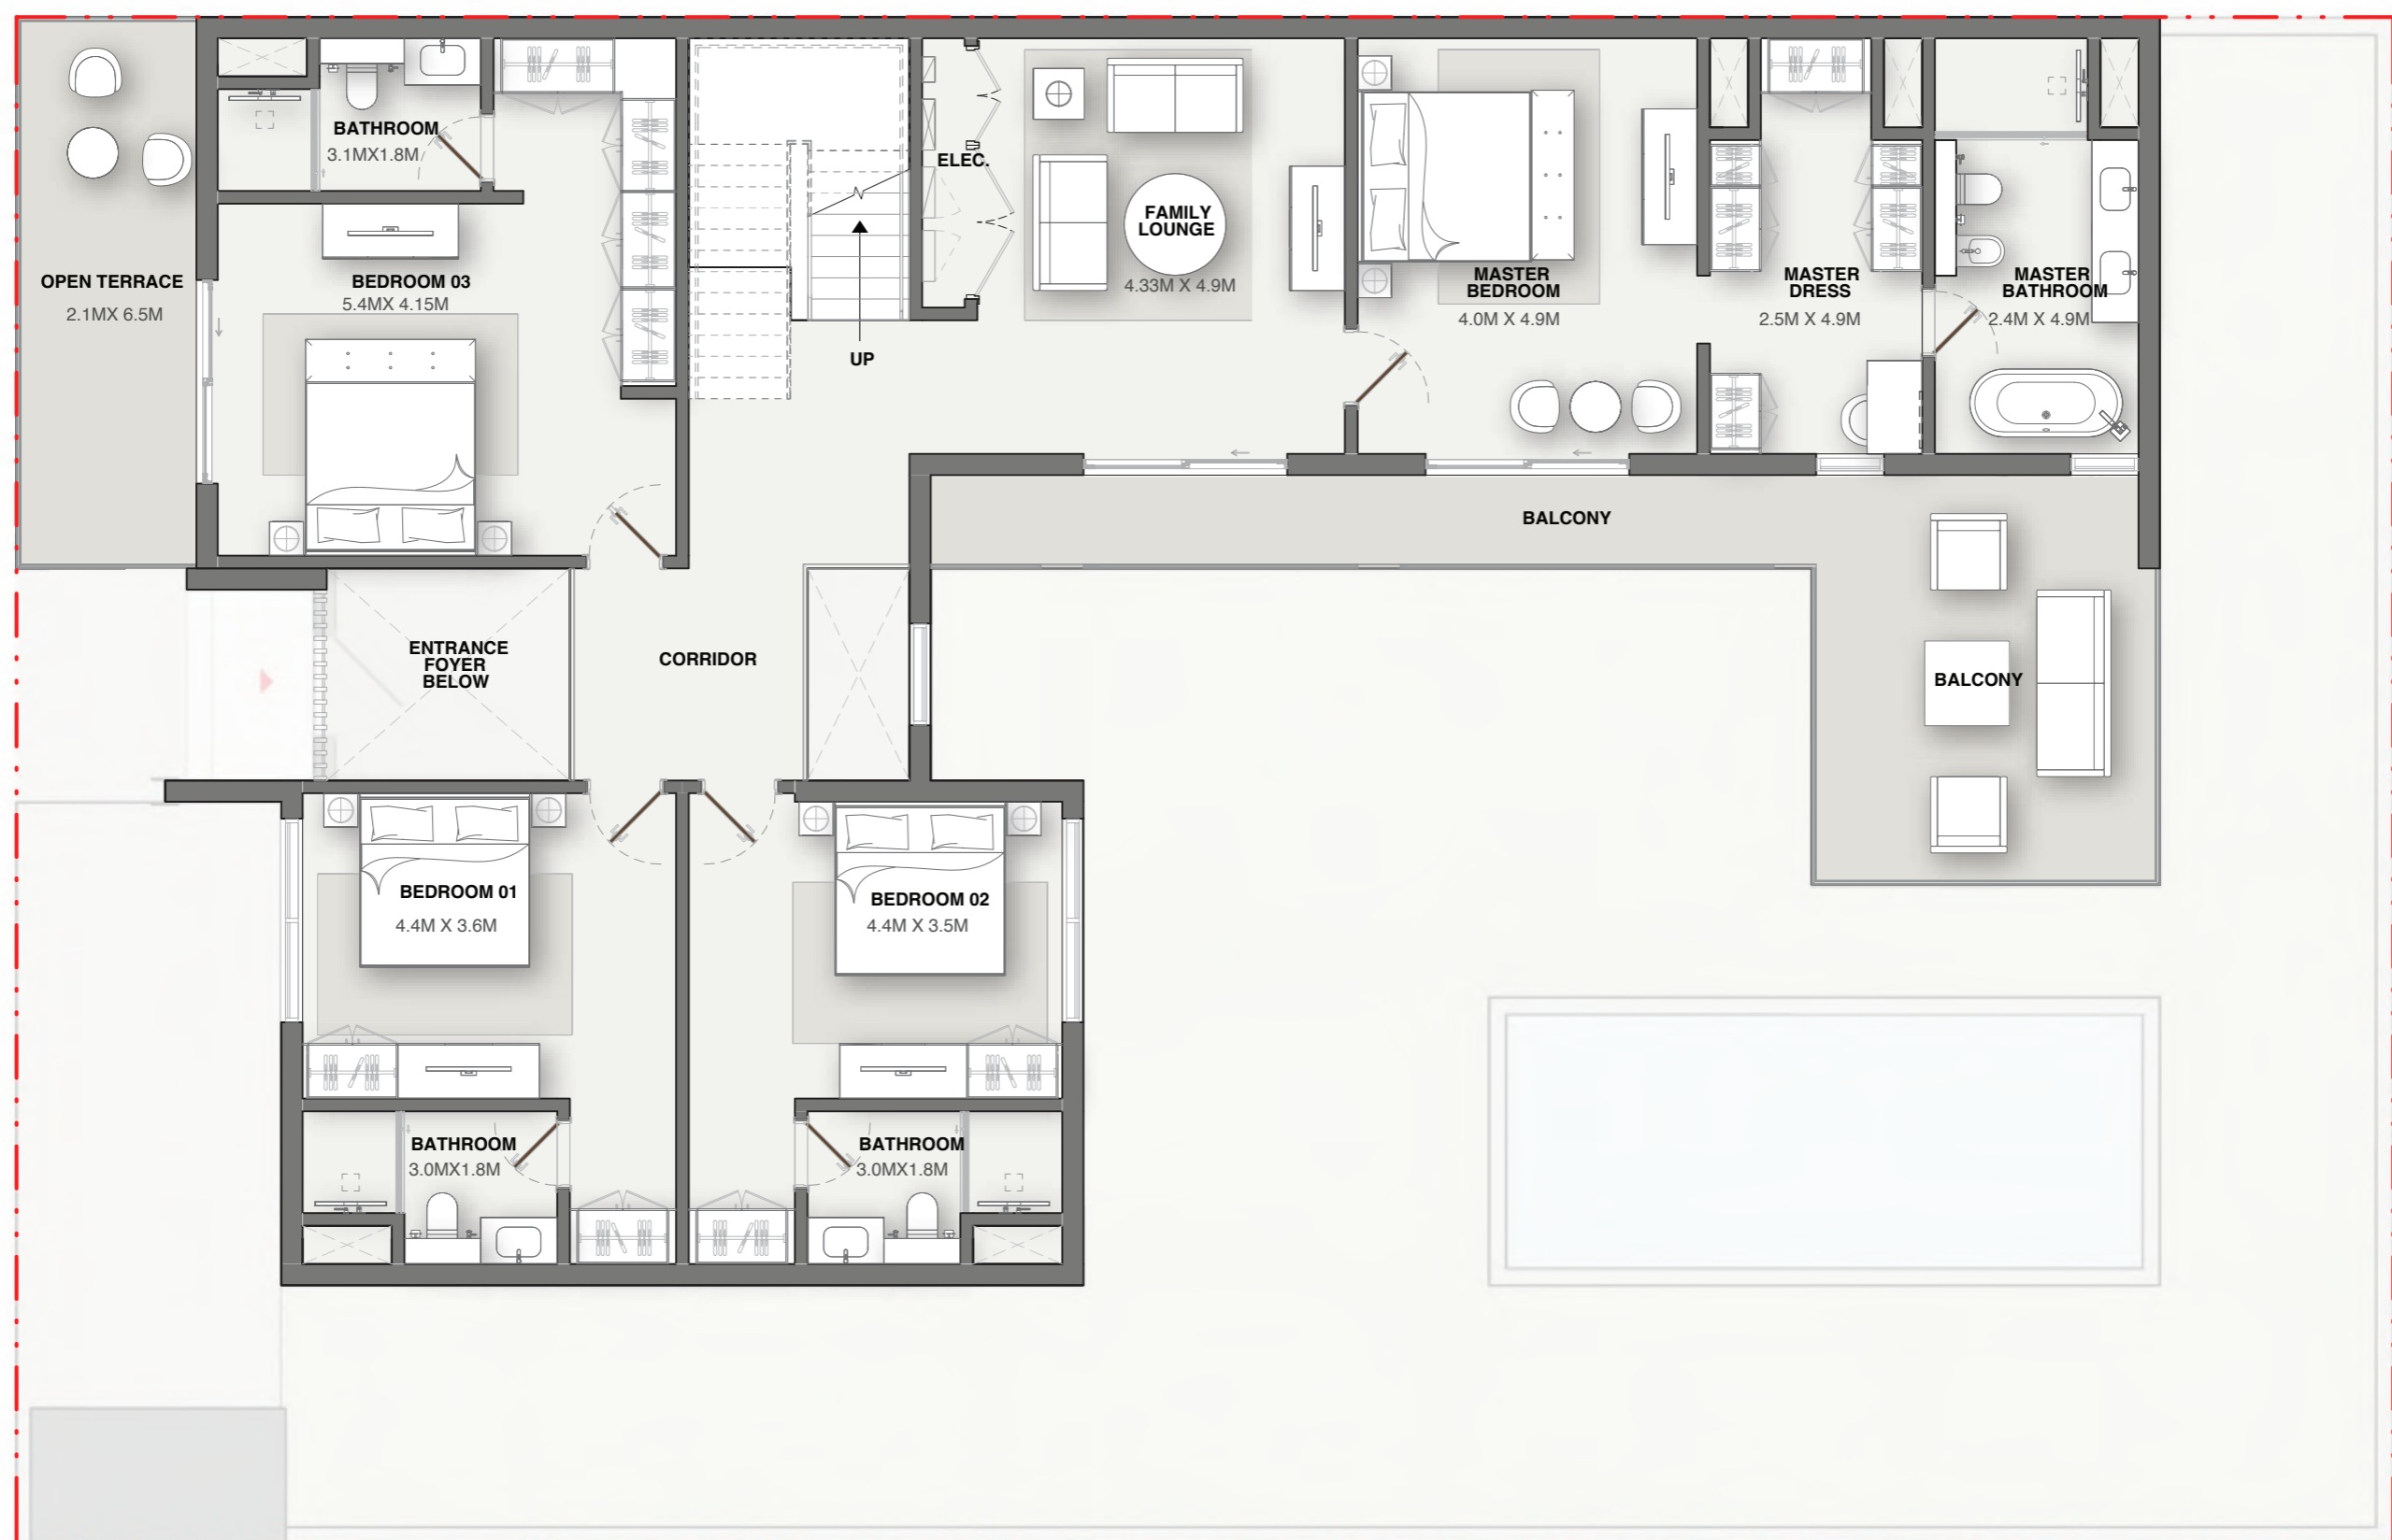 BATHROOM
3.1MX1.8M
ELEC.
FAMILY
LOUNGE
4.33M X 4.9M
OPEN TERRACE
2.1MX 6.5M
BEDROOM 03
5.4MX 4.15M
UP
MASTER
BEDROOM
4.0M X 4.9M
MASTER
DRESS
2.5M X 4.9M
MASTER
BATHROOM
2.4M X 4.9M
BALCONY
ENTRANCE
FOYER
BELOW
CORRIDOR
BALCONY
BEDROOM 01
4.4M X 3.6M
BEDROOM 02
4.4M X 3.5M
BATHROOM
3.0MX1.8M
BATHROOM
3.0MX1.8M